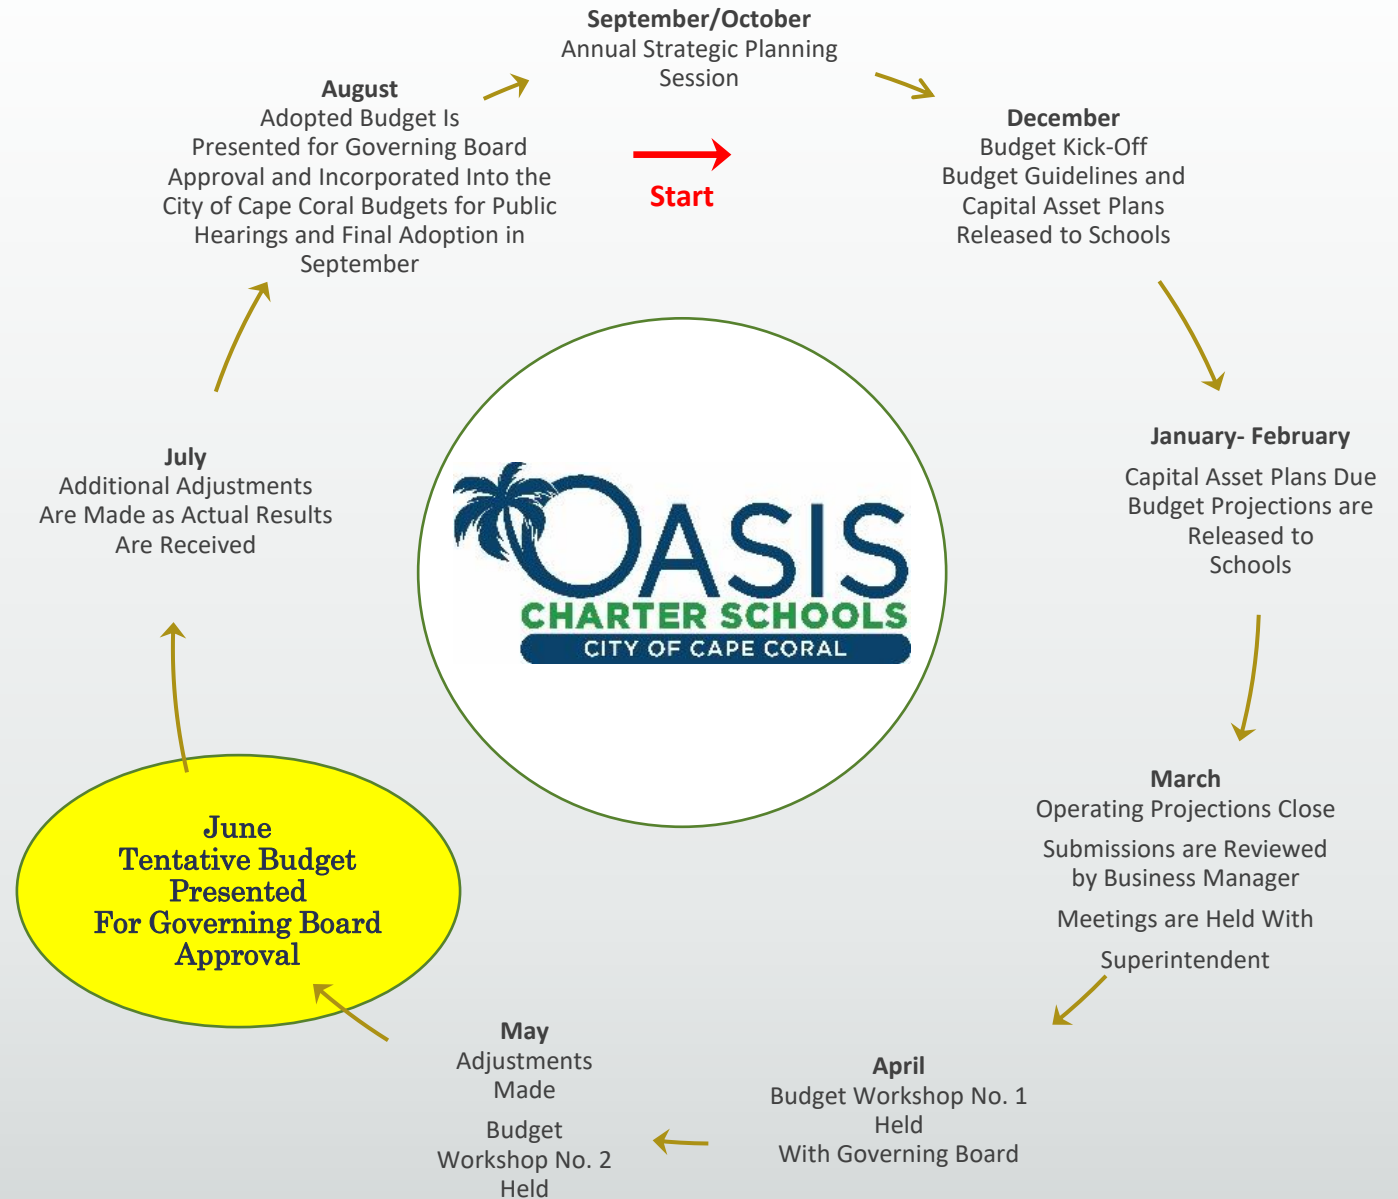 September/October
Annual Strategic Planning
Session
Start
December
Budget Kick-Off
Budget Guidelines and
Capital Asset Plans
Released to Schools
January- February
Capital Asset Plans Due
Budget Projections are
Released to
Schools
March
Operating Projections Close
Submissions are Reviewed
by Business Manager
Meetings are Held With
Superintendent
April
Budget Workshop No. 1
Held
With Governing Board
May
Adjustments
Made
Budget
Workshop No. 2
Held
June
Tentative Budget
Presented
For Governing Board
Approval
July
Additional Adjustments
Are Made as Actual Results
Are Received
August
Adopted Budget Is
Presented for Governing Board
Approval and Incorporated Into the
City of Cape Coral Budgets for Public
Hearings and Final Adoption in
September
OASIS
CHARTER SCHOOLS
CITY OF CAPE CORAL